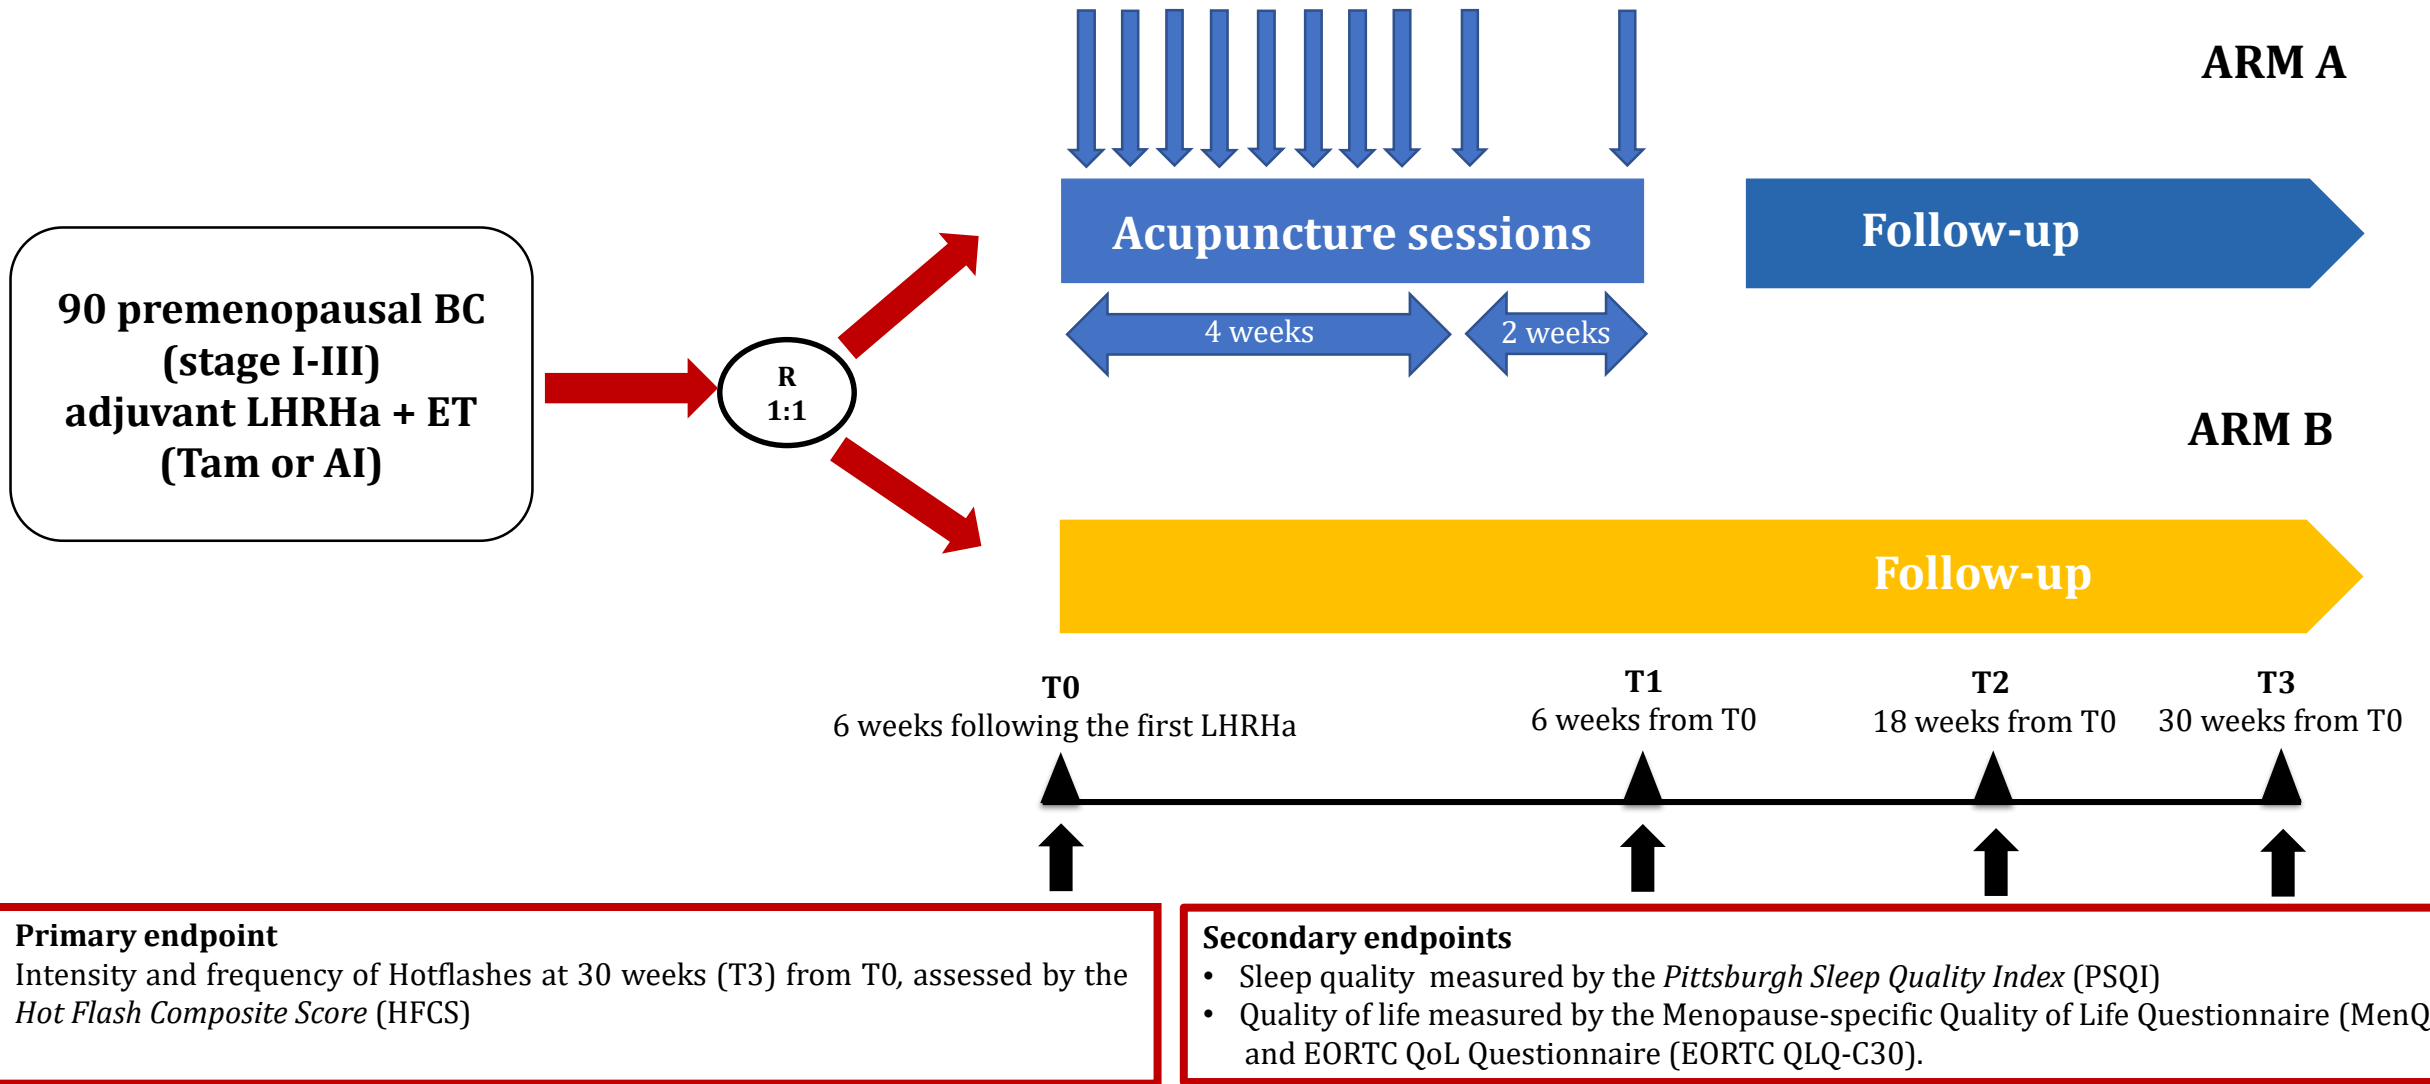 ARM A
Acupuncture sessions
Follow-up
4 weeks
2 weeks
90 premenopausal BC
(stage I-III)
adjuvant LHRHa + ET
(Tam or AI)
R
1:1
ARM B
Follow-up
T0
6 weeks following the first LHRHa
T1
6 weeks from T0
T2
18 weeks from T0
T3
30 weeks from T0
Primary endpoint
Intensity and frequency of Hotflashes at 30 weeks (T3) from T0, assessed by the
Hot Flash Composite Score (HFCS)
Secondary endpoints
• Sleep quality measured by the Pittsburgh Sleep Quality Index (PSQI)
• Quality of life measured by the Menopause-specific Quality of Life Questionnaire (MenQ
and EORTC QoL Questionnaire (EORTC QLQ-C30).